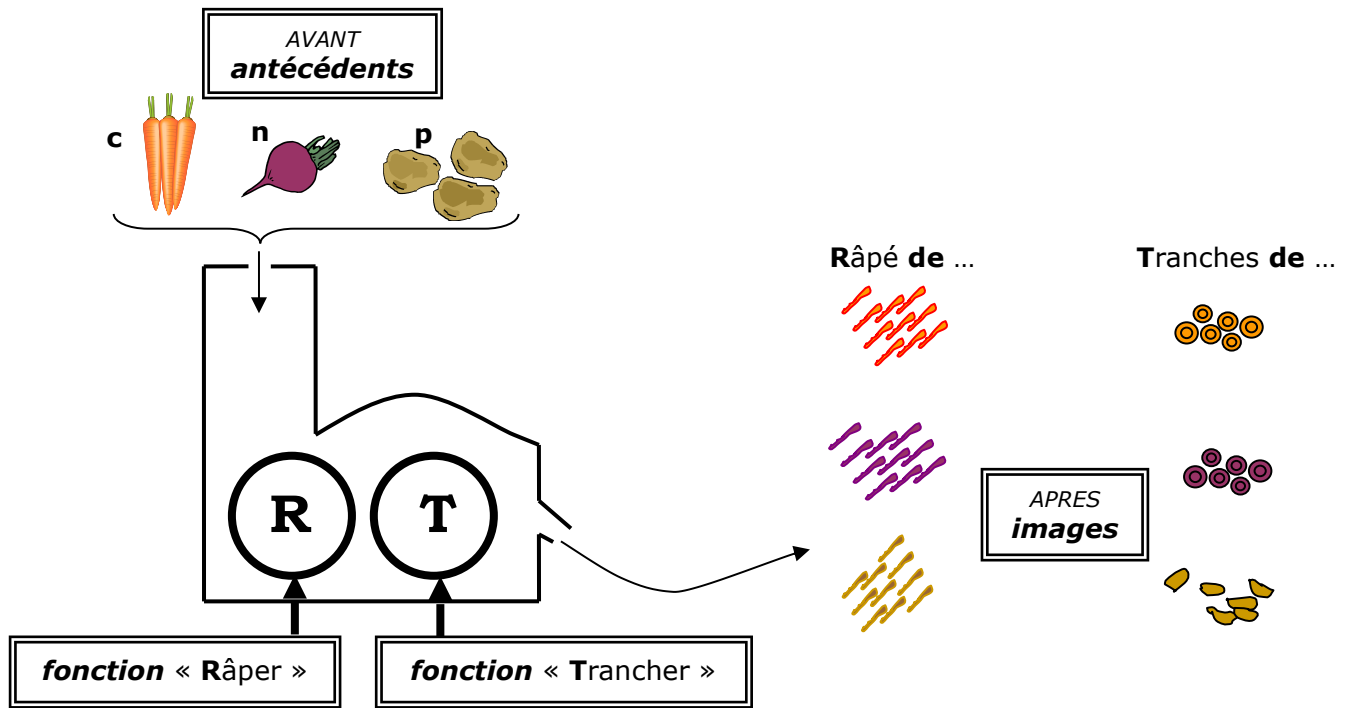 AVANT
antécédents
c
n
p
Râpé de ...
Tranches de ...
R
T
APRES
images
fonction « Râper »
fonction « Trancher »